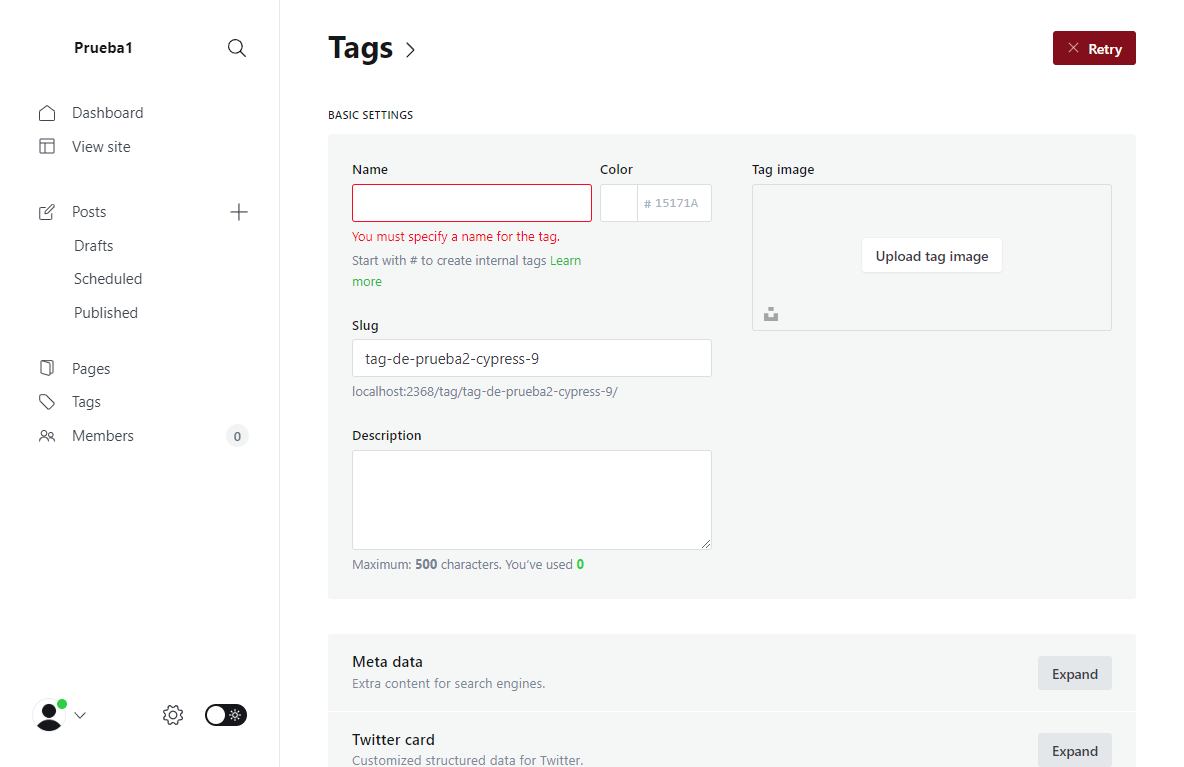 Prueba1
Dashboard
View site
Posts
Drafts
Scheduled
Published
Pages
Tags
Members
0
Tags
Retry
BASIC SETTINGS
Name
You must specify a name for the tag.
Start with # to create internal tags Learn
more
Color
# 15171A
Slug
tag-de-prueba2-cypress-9
localhost:2368/tag/tag-de-prueba2-cypress-9/
Description
Maximum: 500 characters. You’ve used 0
Tag image
Upload tag image
Meta data
Extra content for search engines.
Expand
Twitter card
Customized structured data for Twitter.
Expand